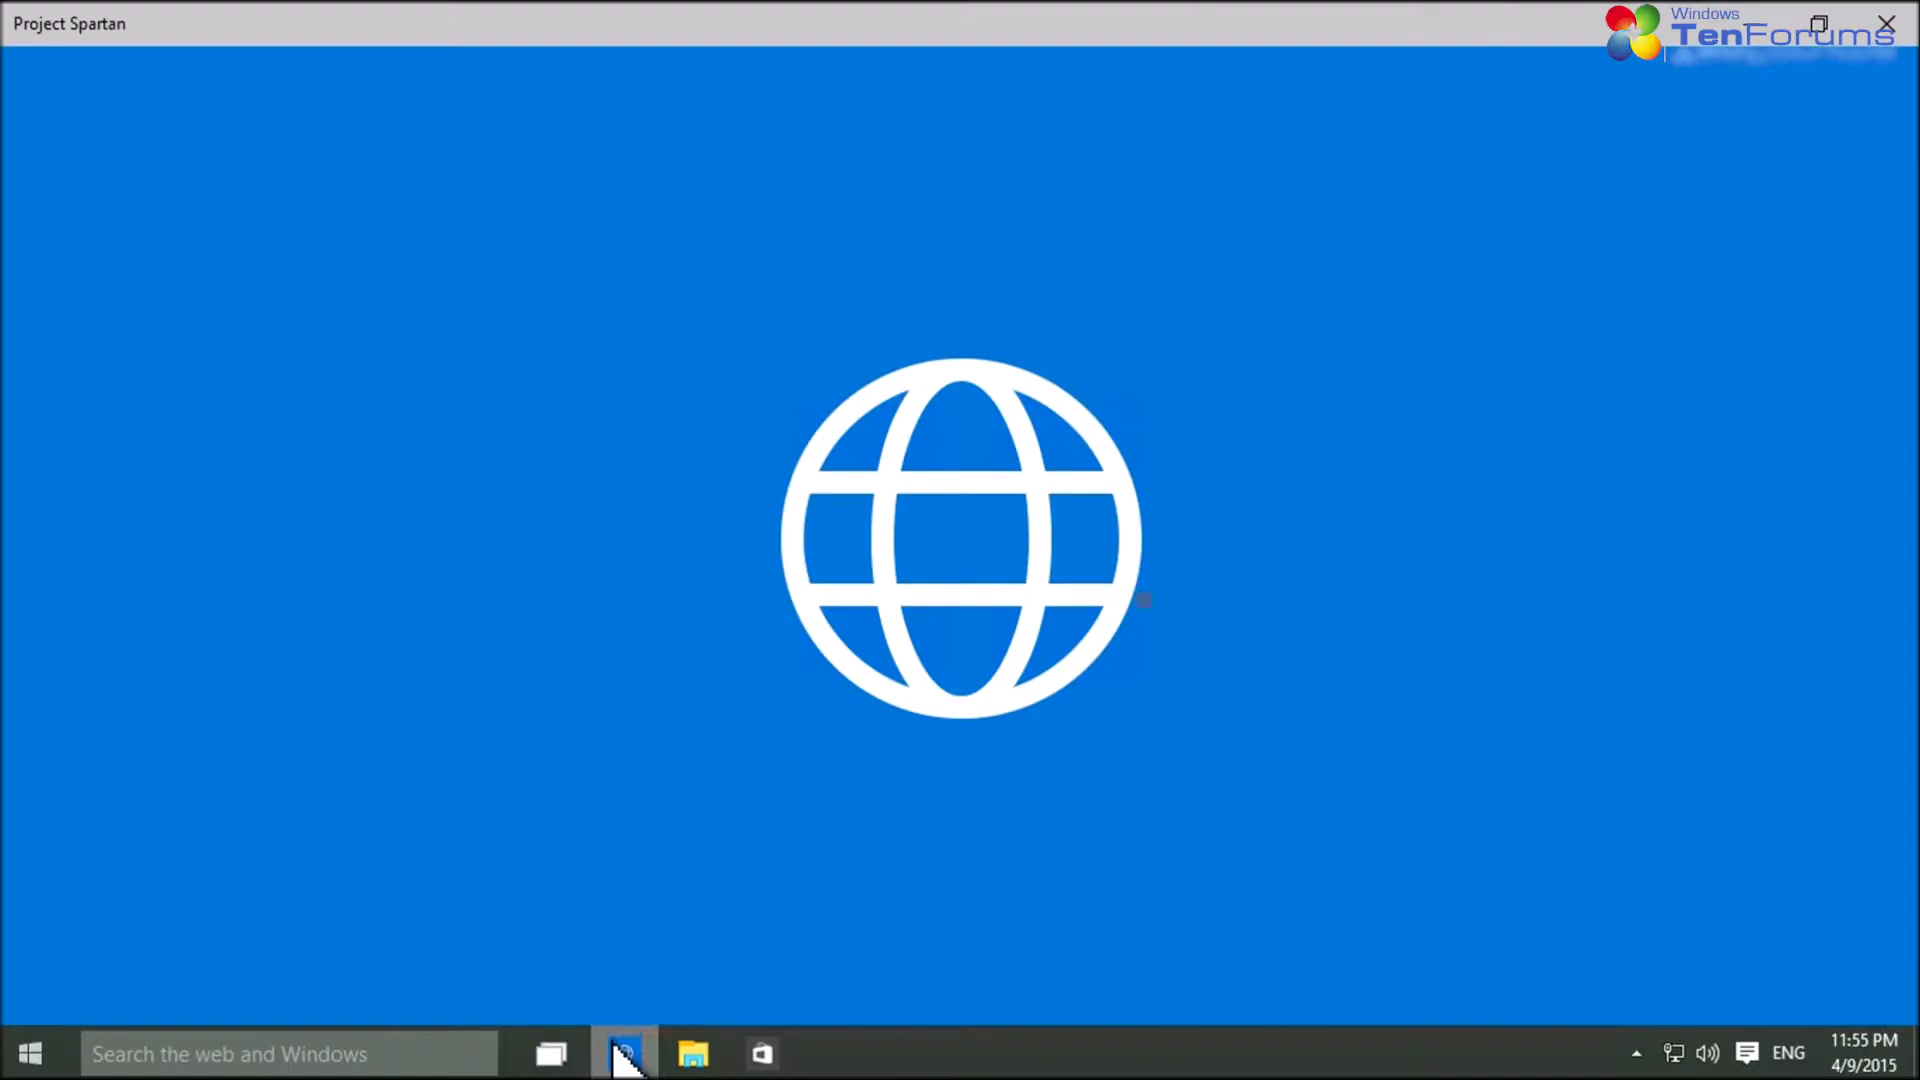 Project Spartan
Windows
TenForums
Search the web and Windows
ENG
11:55 PM
4/9/2015